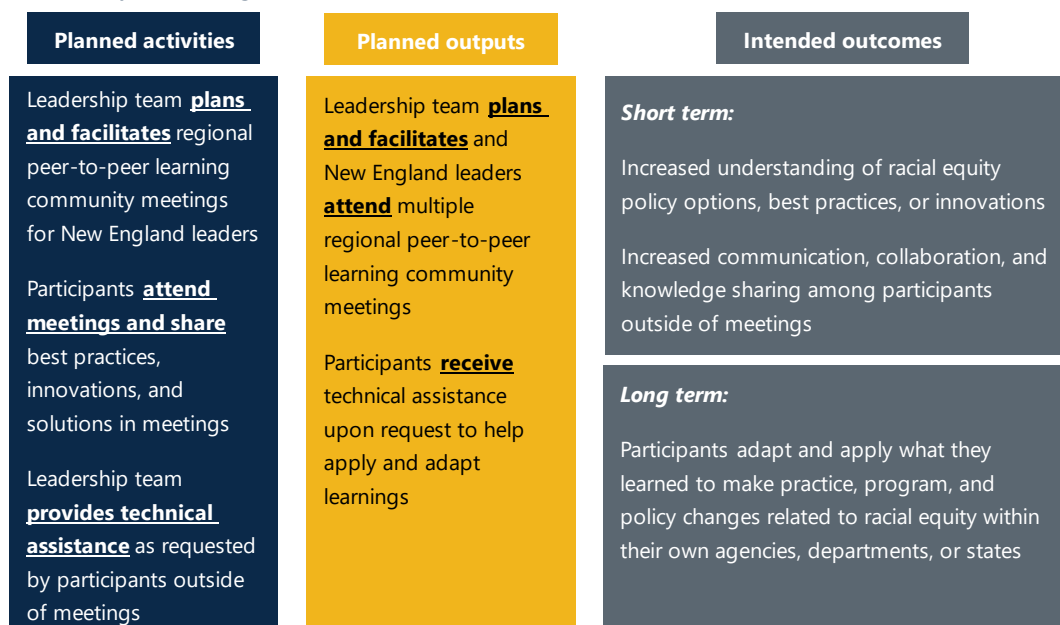 Planned activities
Leadership team plans
and facilitates regional
peer-to-peer learning
community meetings
for New England leaders
Participants attend
meetings and share
best practices,
innovations, and
solutions in meetings
Leadership team
provides technical
assistance as requested
by participants outside
of meetings
Planned outputs
Leadership team plans
and facilitates and
New England leaders
attend multiple
regional peer-to-peer
learning community
meetings
Participants receive
technical assistance
upon request to help
apply and adapt
learnings
Intended outcomes
Short term:
Increased understanding of racial equity
policy options, best practices, or innovations
Increased communication, collaboration, and
knowledge sharing among participants
outside of meetings
Long term:
Participants adapt and apply what they
learned to make practice, program, and
policy changes related to racial equity within
their own agencies, departments, or states